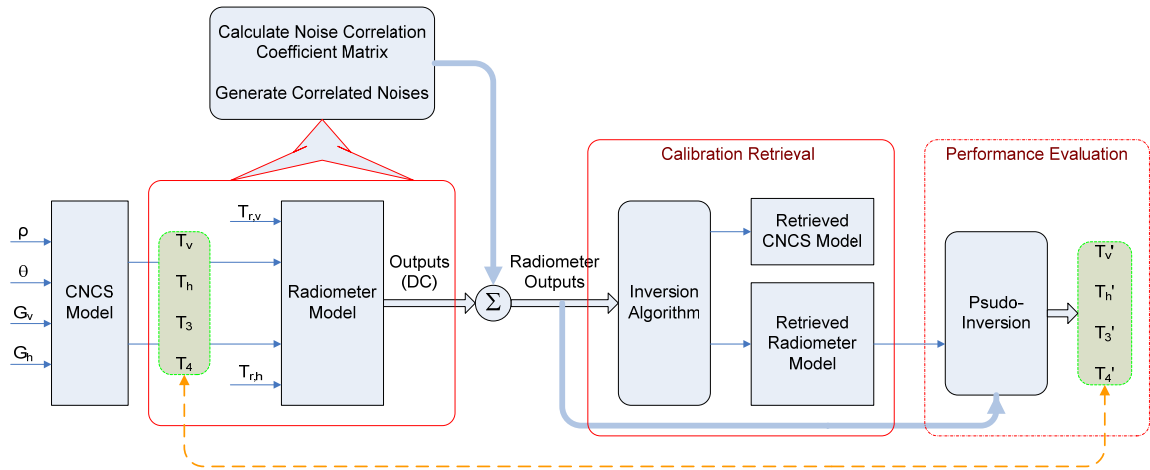 Calculate Noise Correlation
Coefficient Matrix
Generate Correlated Noises
Calibration Retrieval
Performance Evaluation
ρ
θ
Gv
Gh
CNCS
Model
Tv
Th
T3
T4
Tr,v
Tr,h
Radiometer
Model
Outputs
(DC)
Σ
Radiometer
Outputs
Inversion
Algorithm
Retrieved
CNCS Model
Retrieved
Radiometer
Model
Psudo-
Inversion
Tv'
Th'
T3'
T4'